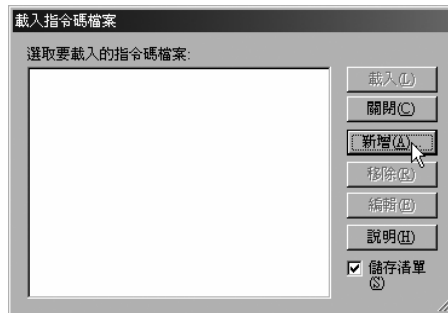 載入指令碼檔案
選取要載入的指令碼檔案:
載入(L)
關閉(C)
新增(A)...
移除(R)
編輯(E)
說明(H)
儲存清單
(S)